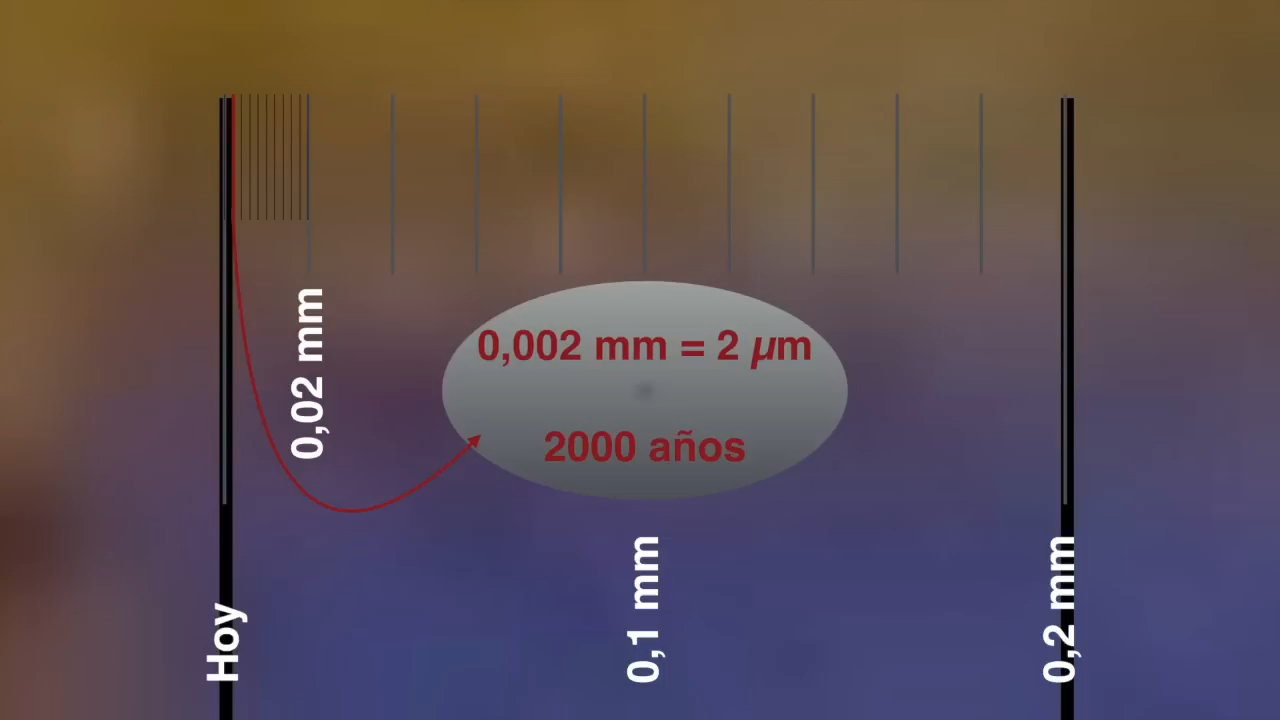 0,002 mm = 2 µm
2000 años
0,02 mm
Hoy
0,1 mm
0,2 mm